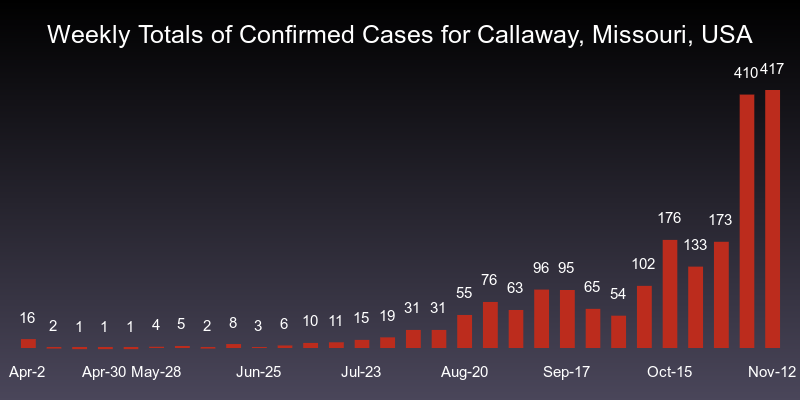 Weekly Totals of Confirmed Cases for Callaway, Missouri, USA
16 2 1 1 1 4 5 2 8 3 6 10 11 15 19 31 31 55 76 63 96 95 65 54 102 176 133 173 410 417
Apr-2 Apr-30 May-28 Jun-25 Jul-23 Aug-20 Sep-17 Oct-15 Nov-12